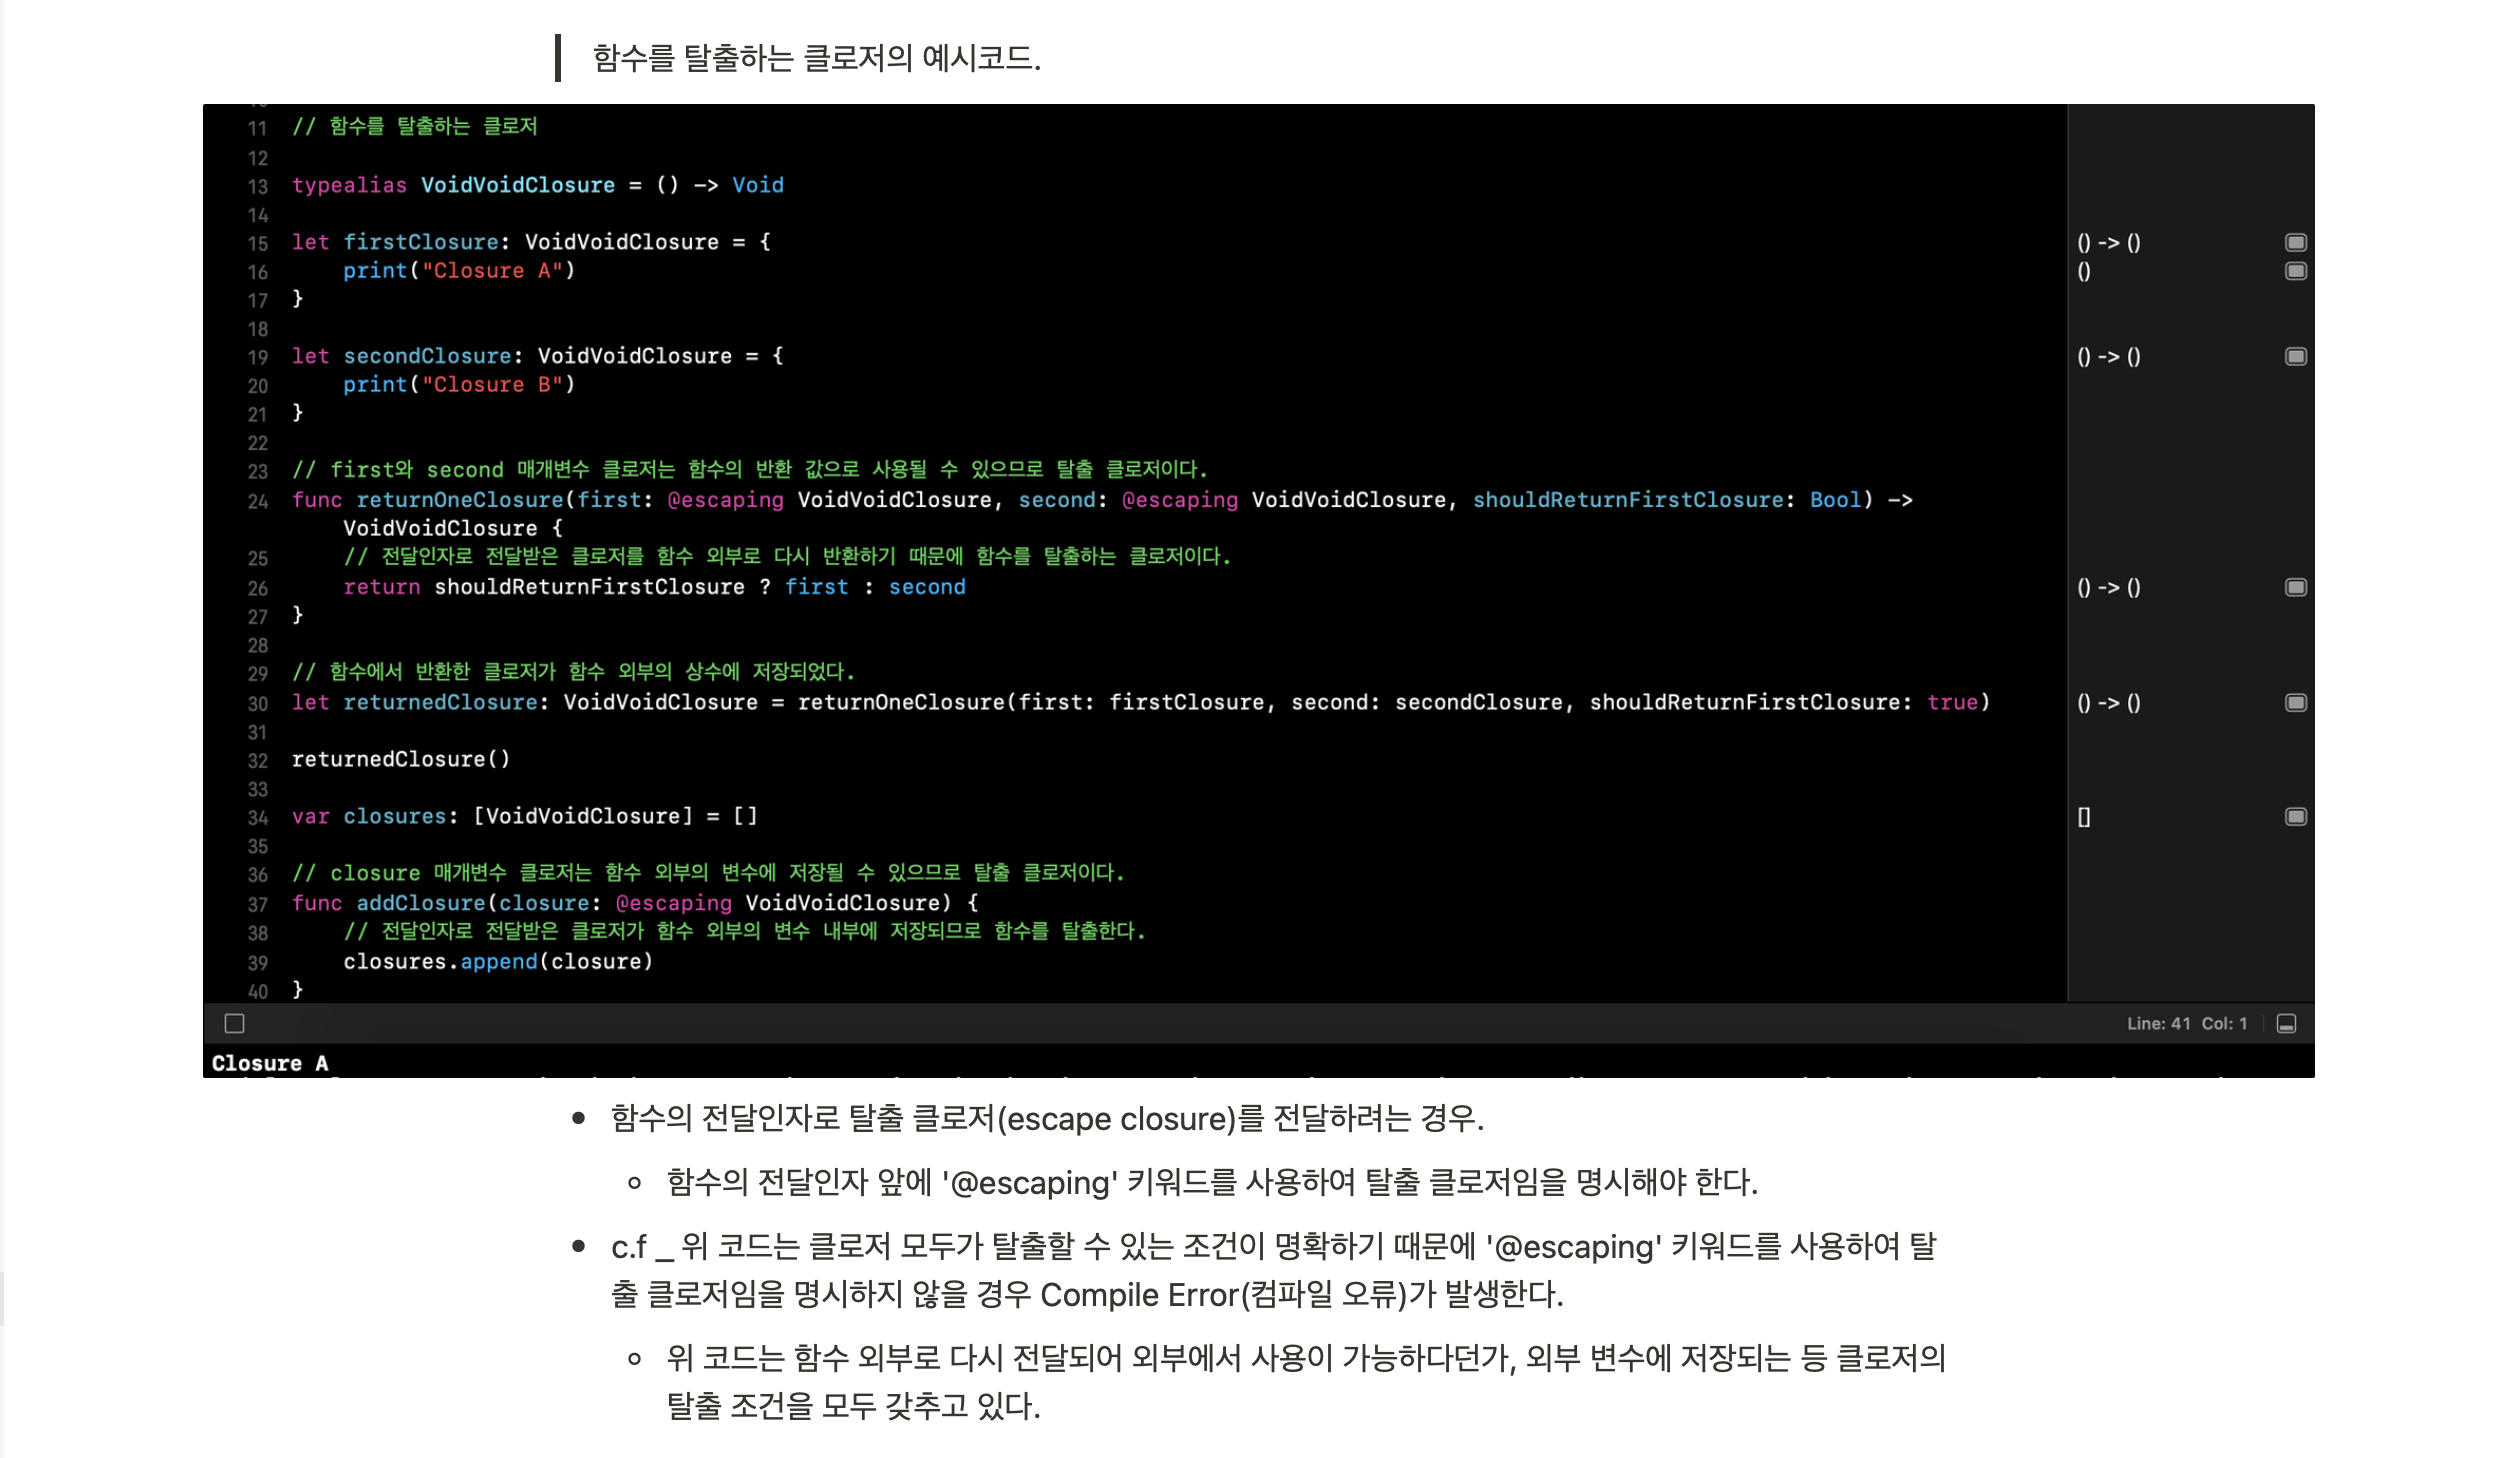 함수를 탈출하는 클로저의 예시코드.
11 // 함수를 탈출하는 클로저
12
13 typealias VoidVoidClosure = () -> Void
14
15 let firstClosure: VoidVoidClosure = { () -> ()
16 print("Closure A") ()
17 }
18
19 let secondClosure: VoidVoidClosure = { () -> ()
20 print("Closure B")
21 }
22
23 // first와 second 매개변수 클로저는 함수의 반환 값으로 사용될 수 있으므로 탈출 클로저이다.
24 func returnOneClosure(first: @escaping VoidVoidClosure, second: @escaping VoidVoidClosure, shouldReturnFirstClosure: Bool) ->
VoidVoidClosure {
25 // 전달인자로 전달받은 클로저를 함수 외부로 다시 반환하기 때문에 함수를 탈출하는 클로저이다.
26 return shouldReturnFirstClosure ? first : second () -> ()
27 }
28
29 // 함수에서 반환한 클로저가 함수 외부의 상수에 저장되었다.
30 let returnedClosure: VoidVoidClosure = returnOneClosure(first: firstClosure, second: secondClosure, shouldReturnFirstClosure: true) () -> ()
31
32 returnedClosure()
33
34 var closures: [VoidVoidClosure] = [] []
35
36 // closure 매개변수 클로저는 함수 외부의 변수에 저장될 수 있으므로 탈출 클로저이다.
37 func addClosure(closure: @escaping VoidVoidClosure) {
38 // 전달인자로 전달받은 클로저가 함수 외부의 변수 내부에 저장되므로 함수를 탈출한다.
39 closures.append(closure)
40 }
Line: 41 Col: 1
Closure A
• 함수의 전달인자로 탈출 클로저(escape closure)를 전달하려는 경우.
◦ 함수의 전달인자 앞에 '@escaping' 키워드를 사용하여 탈출 클로저임을 명시해야 한다.
• c.f _ 위 코드는 클로저 모두가 탈출할 수 있는 조건이 명확하기 때문에 '@escaping' 키워드를 사용하여 탈
출 클로저임을 명시하지 않을 경우 Compile Error(컴파일 오류)가 발생한다.
◦ 위 코드는 함수 외부로 다시 전달되어 외부에서 사용이 가능하다던가, 외부 변수에 저장되는 등 클로저의
탈출 조건을 모두 갖추고 있다.